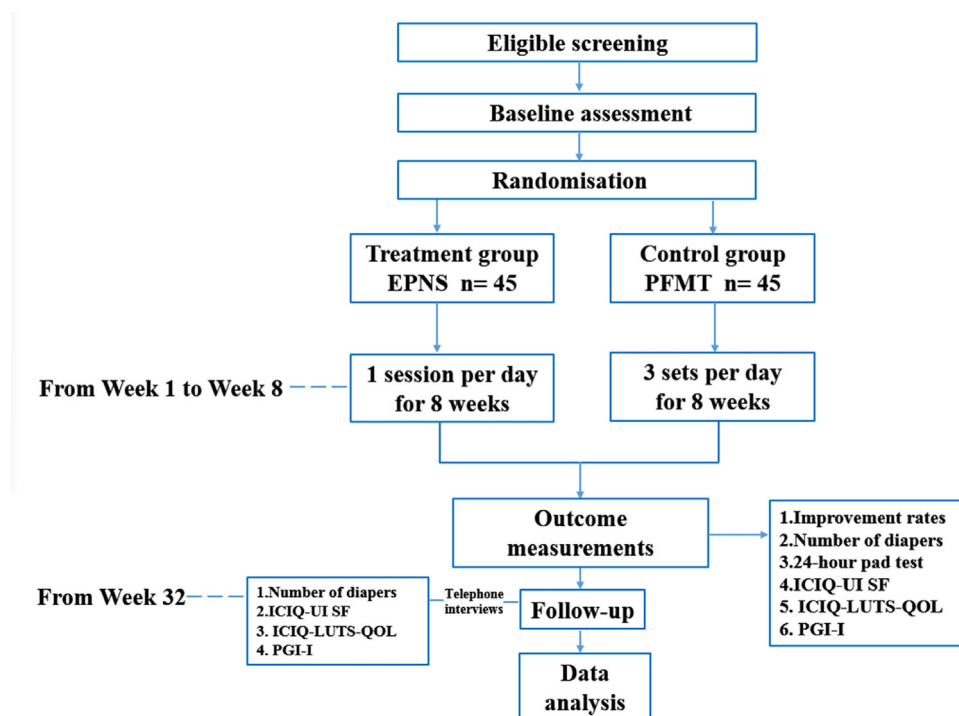 Eligible screening
Baseline assessment
Randomisation
Treatment group
EPNS n= 45
Control group
PFMT n= 45
From Week 1 to Week 8
1 session per day
for 8 weeks
3 sets per day
for 8 weeks
Outcome
measurements
1.Improvement rates
2.Number of diapers
3.24-hour pad test
4.ICIQ-UI SF
5. ICIQ-LUTS-QOL
6. PGI-I
From Week 32
1.Number of diapers
2.ICIQ-UI SF
3. ICIQ-LUTS-QOL
4. PGI-I
Telephone
interviews
Follow-up
Data
analysis